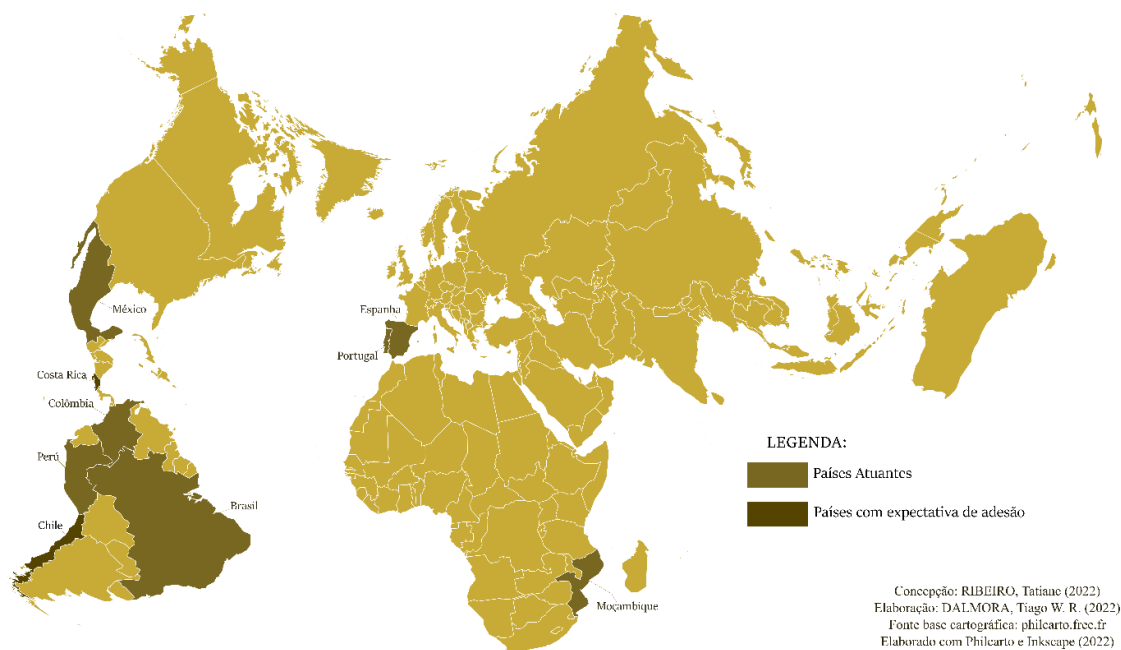 México
Espanha
Portugal
Costa Rica
Colômbia
Perú
Brasil
Chile
Moçambique
LEGENDA:
Países Atuantes
Países com expectativa de adesão
Concepção: RIBEIRO, Tatiane (2022)
Elaboração: DALMORA, Tiago W. R. (2022)
Fonte base cartográfica: philcarto.free.fr
Elaborado com Philcarto e Inkscape (2022)